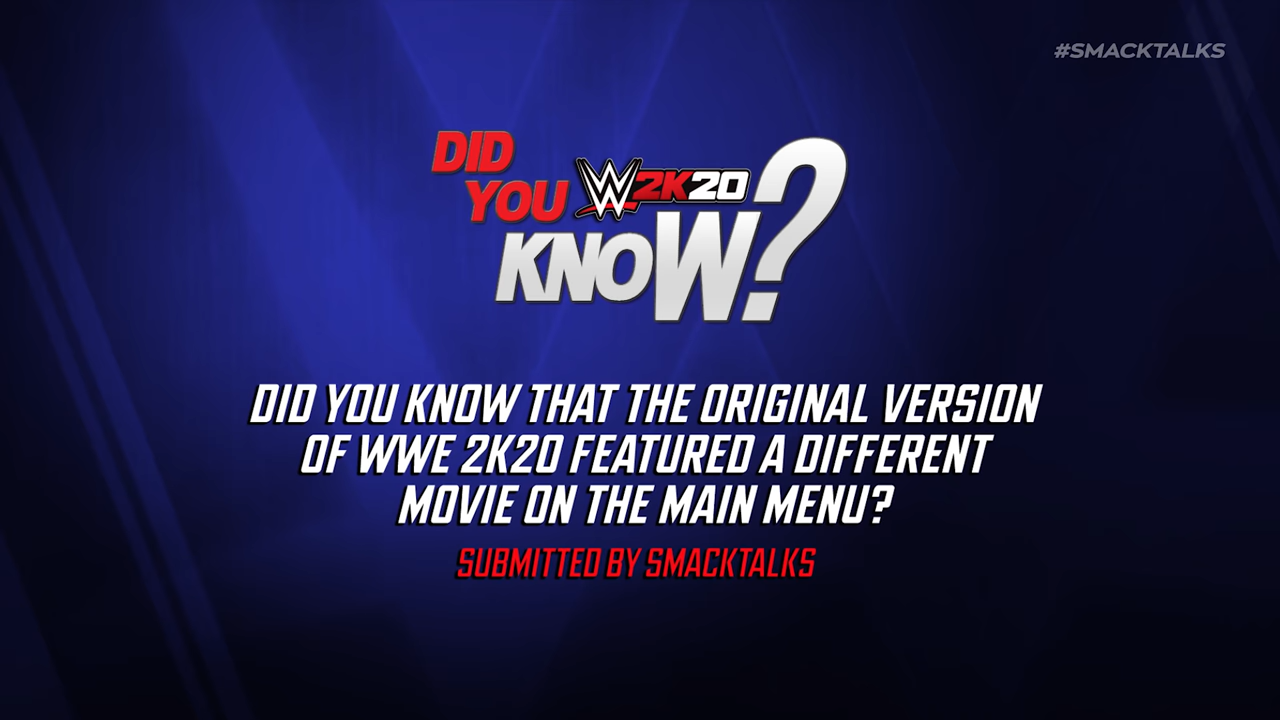 #SMACKTALKS
DID
YOU W 2K20
KNOW?
DID YOU KNOW THAT THE ORIGINAL VERSION
OF WWE 2K20 FEATURED A DIFFERENT
MOVIE ON THE MAIN MENU?
SUBMITTED BY SMACKTALKS